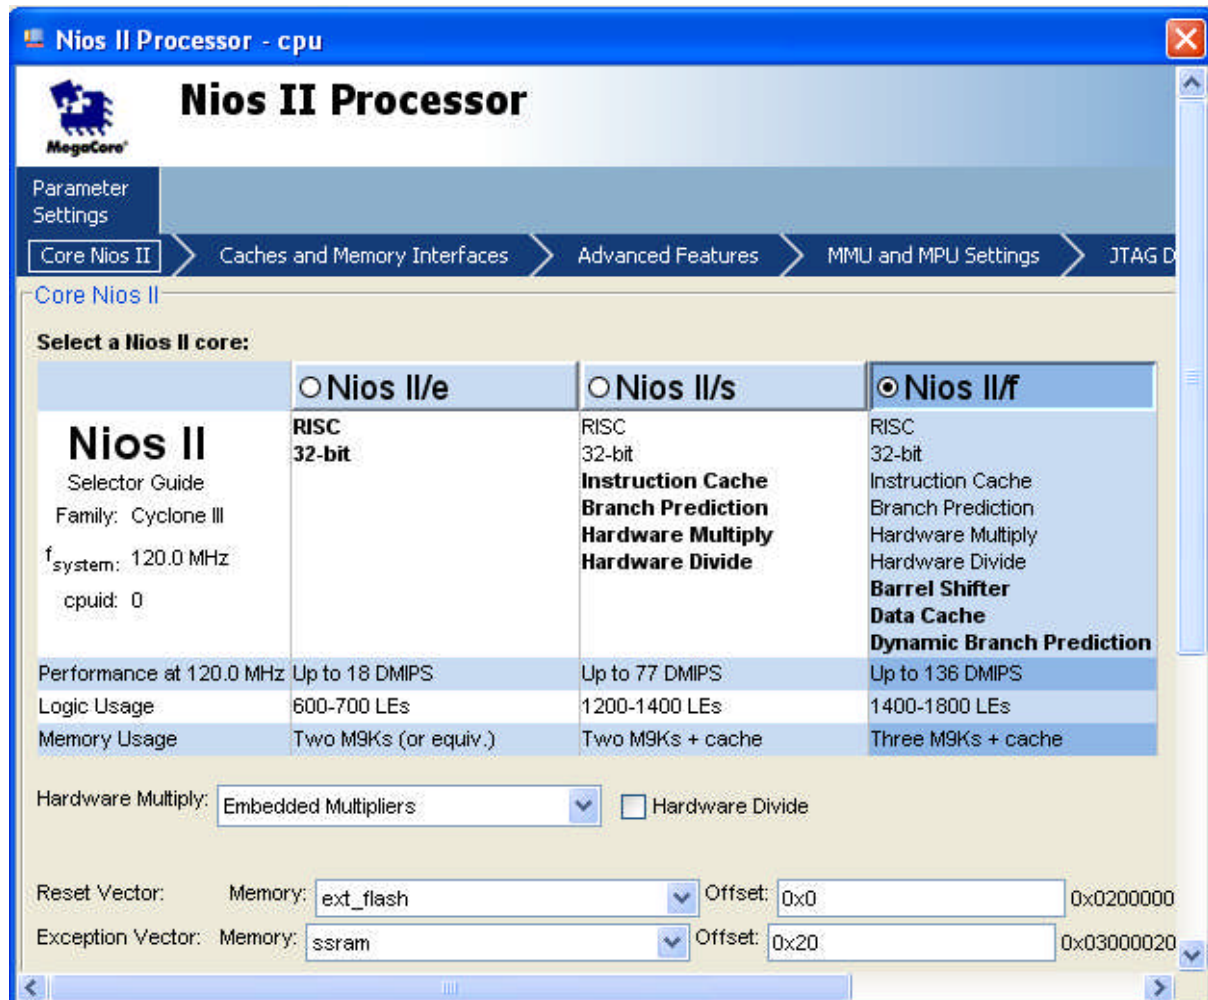 Nios II Processor - cpu
MegaCore®
Nios II Processor
Parameter
Settings
Core Nios II
Caches and Memory Interfaces
Advanced Features
MMU and MPU Settings
JTAG D
Core Nios II
Select a Nios II core:
Nios II/e
Nios II/s
Nios II/f
Nios II
Selector Guide
Family: Cyclone III
fsystem: 120.0 MHz
cpuid: 0
RISC
32-bit
RISC
32-bit
Instruction Cache
Branch Prediction
Hardware Multiply
Hardware Divide
RISC
32-bit
Instruction Cache
Branch Prediction
Hardware Multiply
Hardware Divide
Barrel Shifter
Data Cache
Dynamic Branch Prediction
Performance at 120.0 MHz Up to 18 DMIPS Up to 77 DMIPS Up to 136 DMIPS
Logic Usage 600-700 LEs 1200-1400 LEs 1400-1800 LEs
Memory Usage Two M9Ks (or equiv.) Two M9Ks + cache Three M9Ks + cache
Hardware Multiply: Embedded Multipliers Hardware Divide
Reset Vector: Memory: ext_flash Offset: 0x0 0x0200000
Exception Vector: Memory: ssram Offset: 0x20 0x03000020